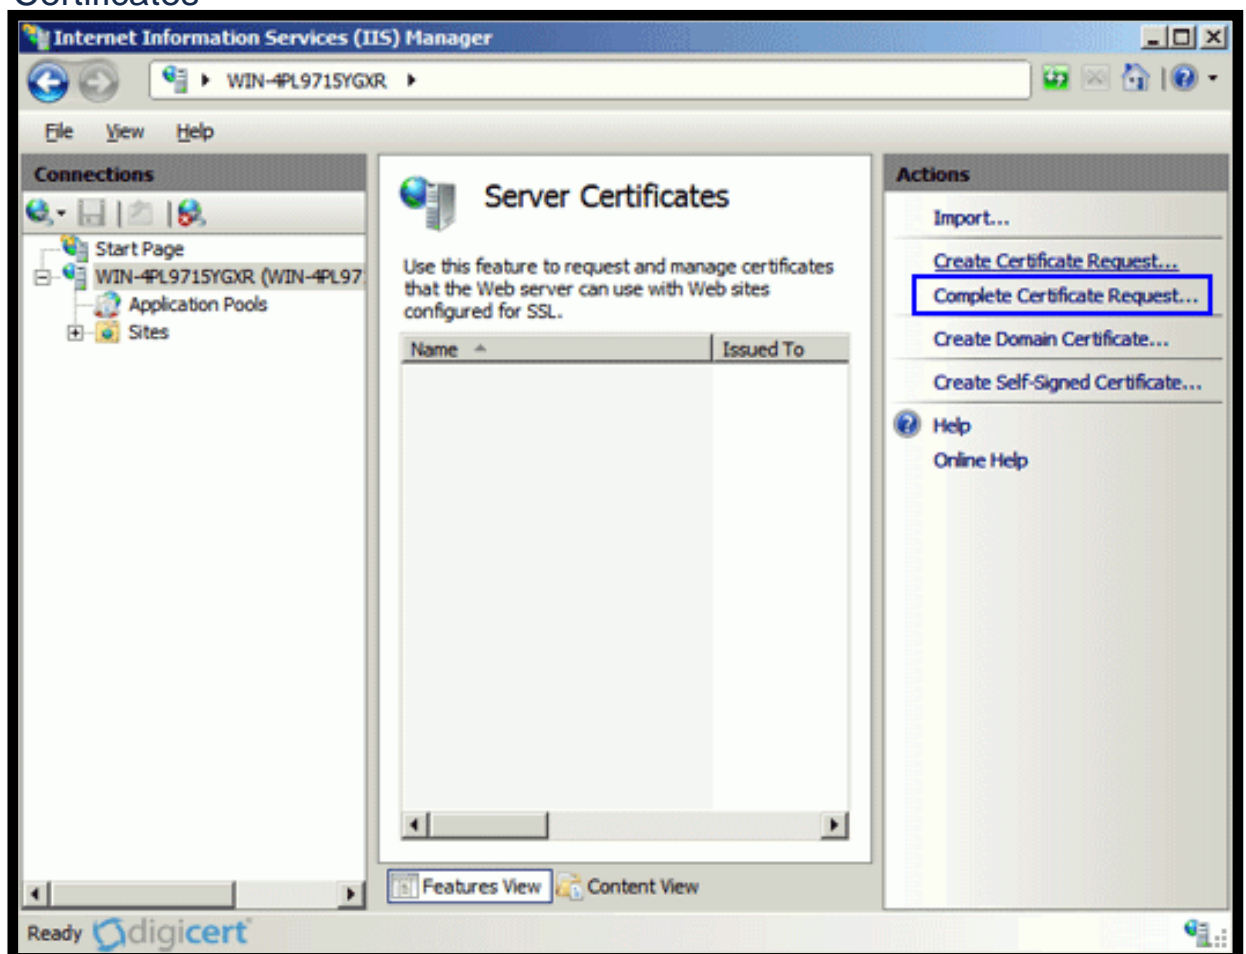 Certificates
Internet Information Services (IIS) Manager
WIN-4PL9715YGXR
File View Help
Connections
Start Page
WIN-4PL9715YGXR (WIN-4PL97
Application Pools
Sites
Server Certificates
Use this feature to request and manage certificates
that the Web server can use with Web sites
configured for SSL.
Name Issued To
Features View Content View
Actions
Import...
Create Certificate Request...
Complete Certificate Request...
Create Domain Certificate...
Create Self-Signed Certificate...
Help
Online Help
Ready digicert